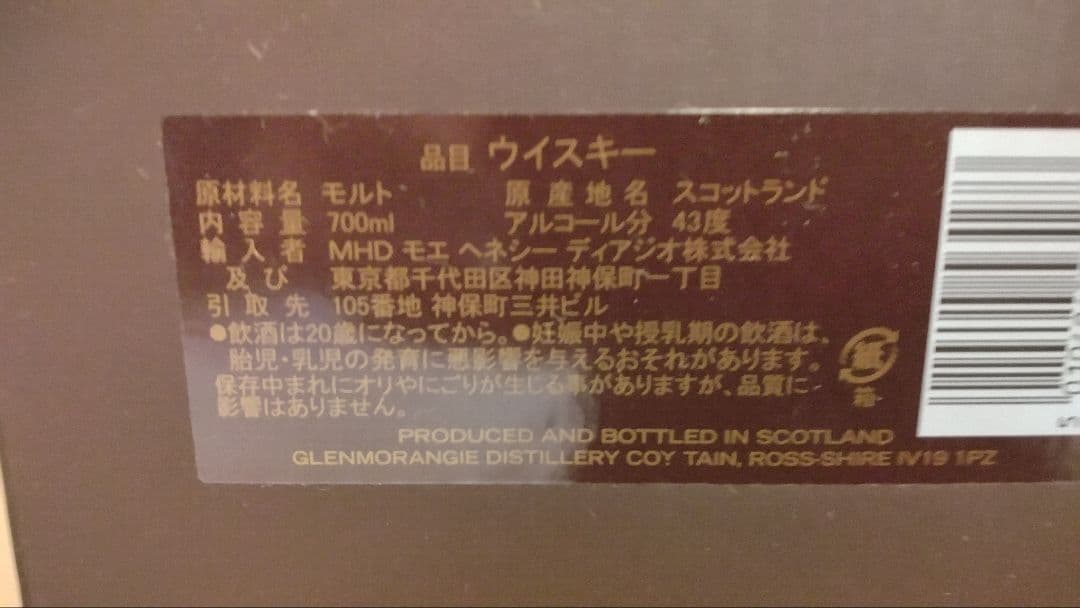 品目 ウイスキー
原材料名 モルト 原産地名 スコットランド
内容量 700ml アルコール分 43度
輸入者 MHD モエ ヘネシー ディアジオ株式会社
及び 東京都千代田区神田神保町一丁目
引取先 105番地 神保町三井ビル
●飲酒は20歳になってから。●妊娠中や授乳期の飲酒は、
胎児・乳児の発育に悪影響を与えるおそれがあります。
保存中まれにオリやにごりが生じる事がありますが、品質に
影響はありません。
紙
箱
PRODUCED AND BOTTLED IN SCOTLAND
GLENMORANGIE DISTILLERY COY TAIN, ROSS-SHIRE IV19 1PZ